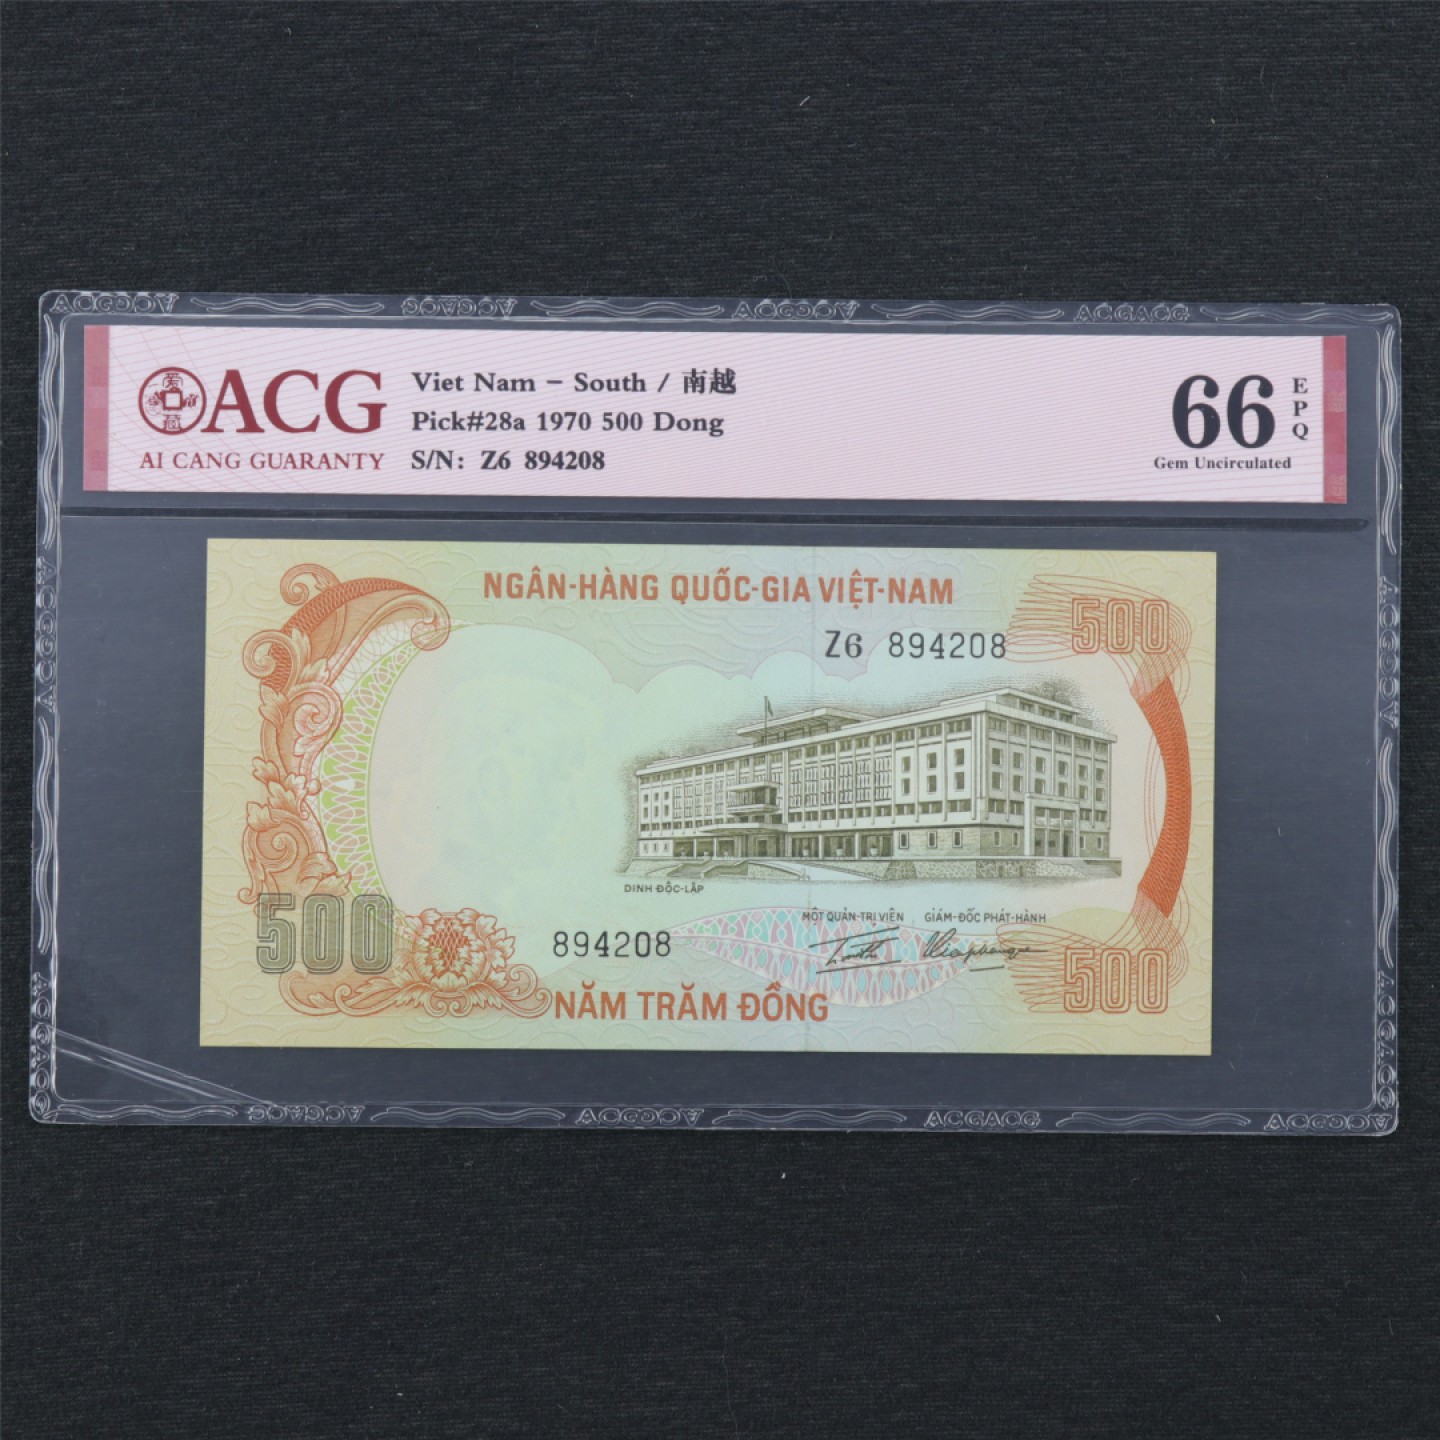 爱藏
ACG
AI CANG GUARANTY
Viet Nam – South / 南越
Pick#28a 1970 500 Dong
S/N: Z6 894208
66
EPQ
Gem Uncirculated
NGÂN-HÀNG QUỐC-GIA VIỆT-NAM
500
Z6 894208
DINH ĐỘC-LẬP
MỘT QUẢN-TRỊ VIÊN
GIÁM-ĐỐC PHÁT-HÀNH
500
894208
500
NĂM TRĂM ĐỒNG